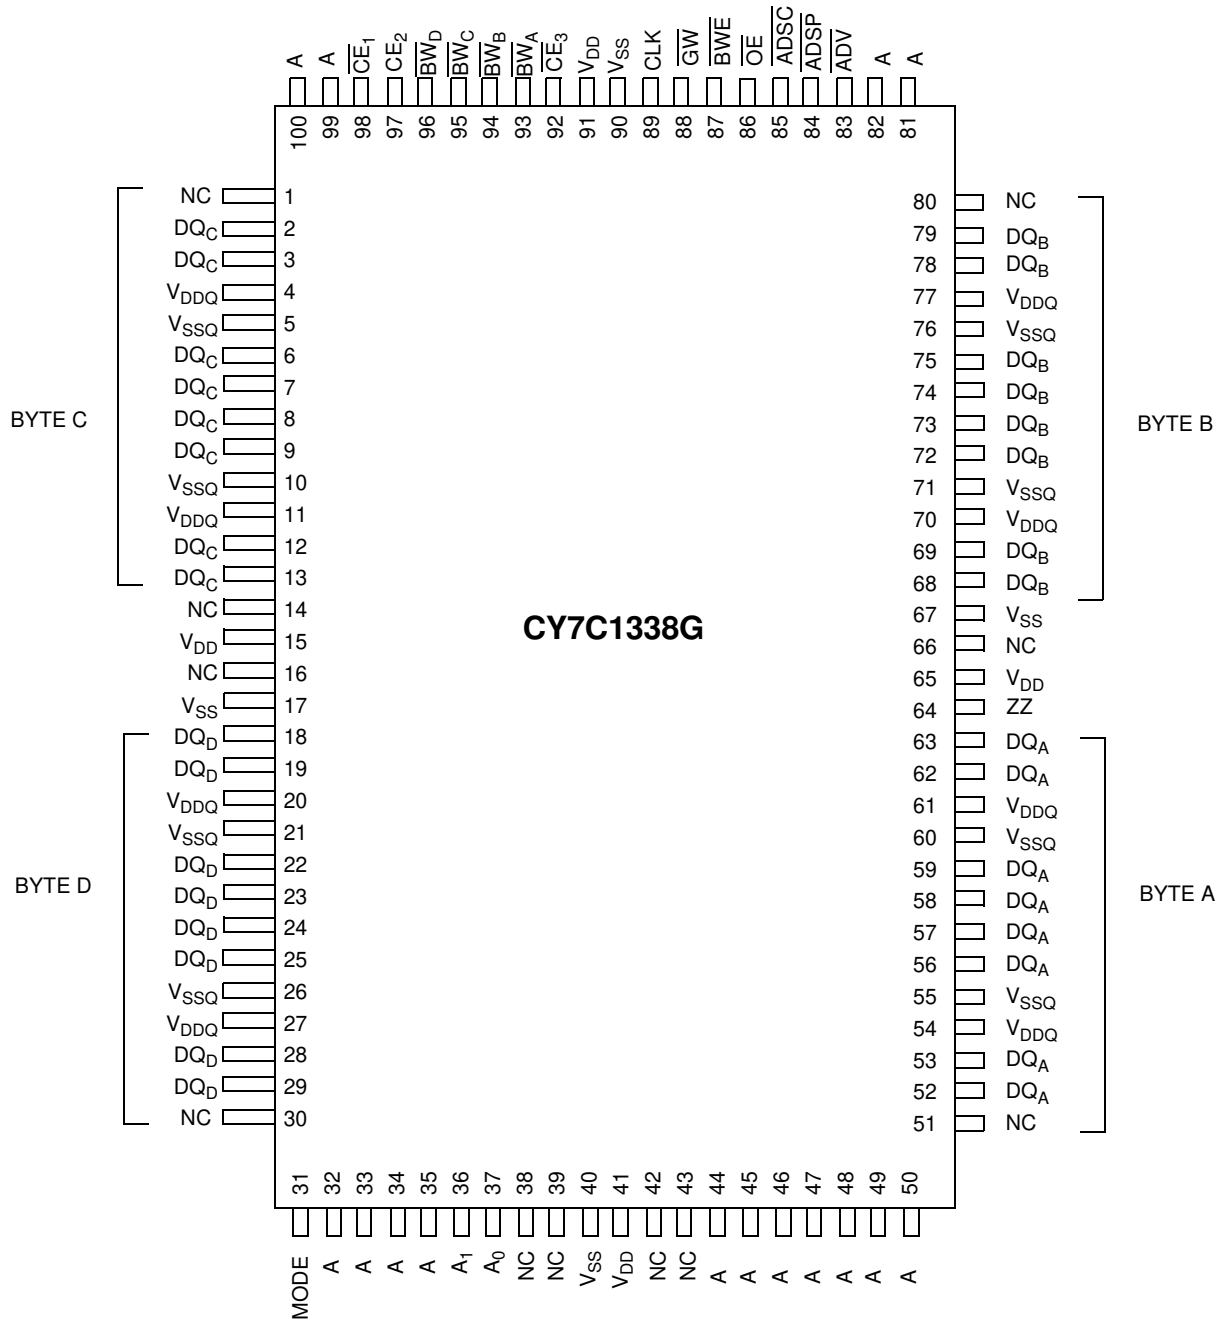 A A CE1 CE2 BWD BWC BWB BWA CE3 VDD VSS CLK GW BWE OE ADSC ADSP ADV A A
100 99 98 97 96 95 94 93 92 91 90 89 88 87 86 85 84 83 82 81
NC 1
DQC 2
DQC 3
VDDQ 4
VSSQ 5
DQC 6
DQC 7
DQC 8
DQC 9
VSSQ 10
VDDQ 11
DQC 12
DQC 13
NC 14
VDD 15
NC 16
VSS 17
DQD 18
DQD 19
VDDQ 20
VSSQ 21
DQD 22
DQD 23
DQD 24
DQD 25
VSSQ 26
VDDQ 27
DQD 28
DQD 29
NC 30
BYTE C
BYTE D
CY7C1338G
80 NC
79 DQB
78 DQB
77 VDDQ
76 VSSQ
75 DQB
74 DQB
73 DQB
72 DQB
71 VSSQ
70 VDDQ
69 DQB
68 DQB
67 VSS
66 NC
65 VDD
64 ZZ
63 DQA
62 DQA
61 VDDQ
60 VSSQ
59 DQA
58 DQA
57 DQA
56 DQA
55 VSSQ
54 VDDQ
53 DQA
52 DQA
51 NC
BYTE B
BYTE A
31 32 33 34 35 36 37 38 39 40 41 42 43 44 45 46 47 48 49 50
MODE A A A A A1 A0 NC NC VSS VDD NC NC A A A A A A A